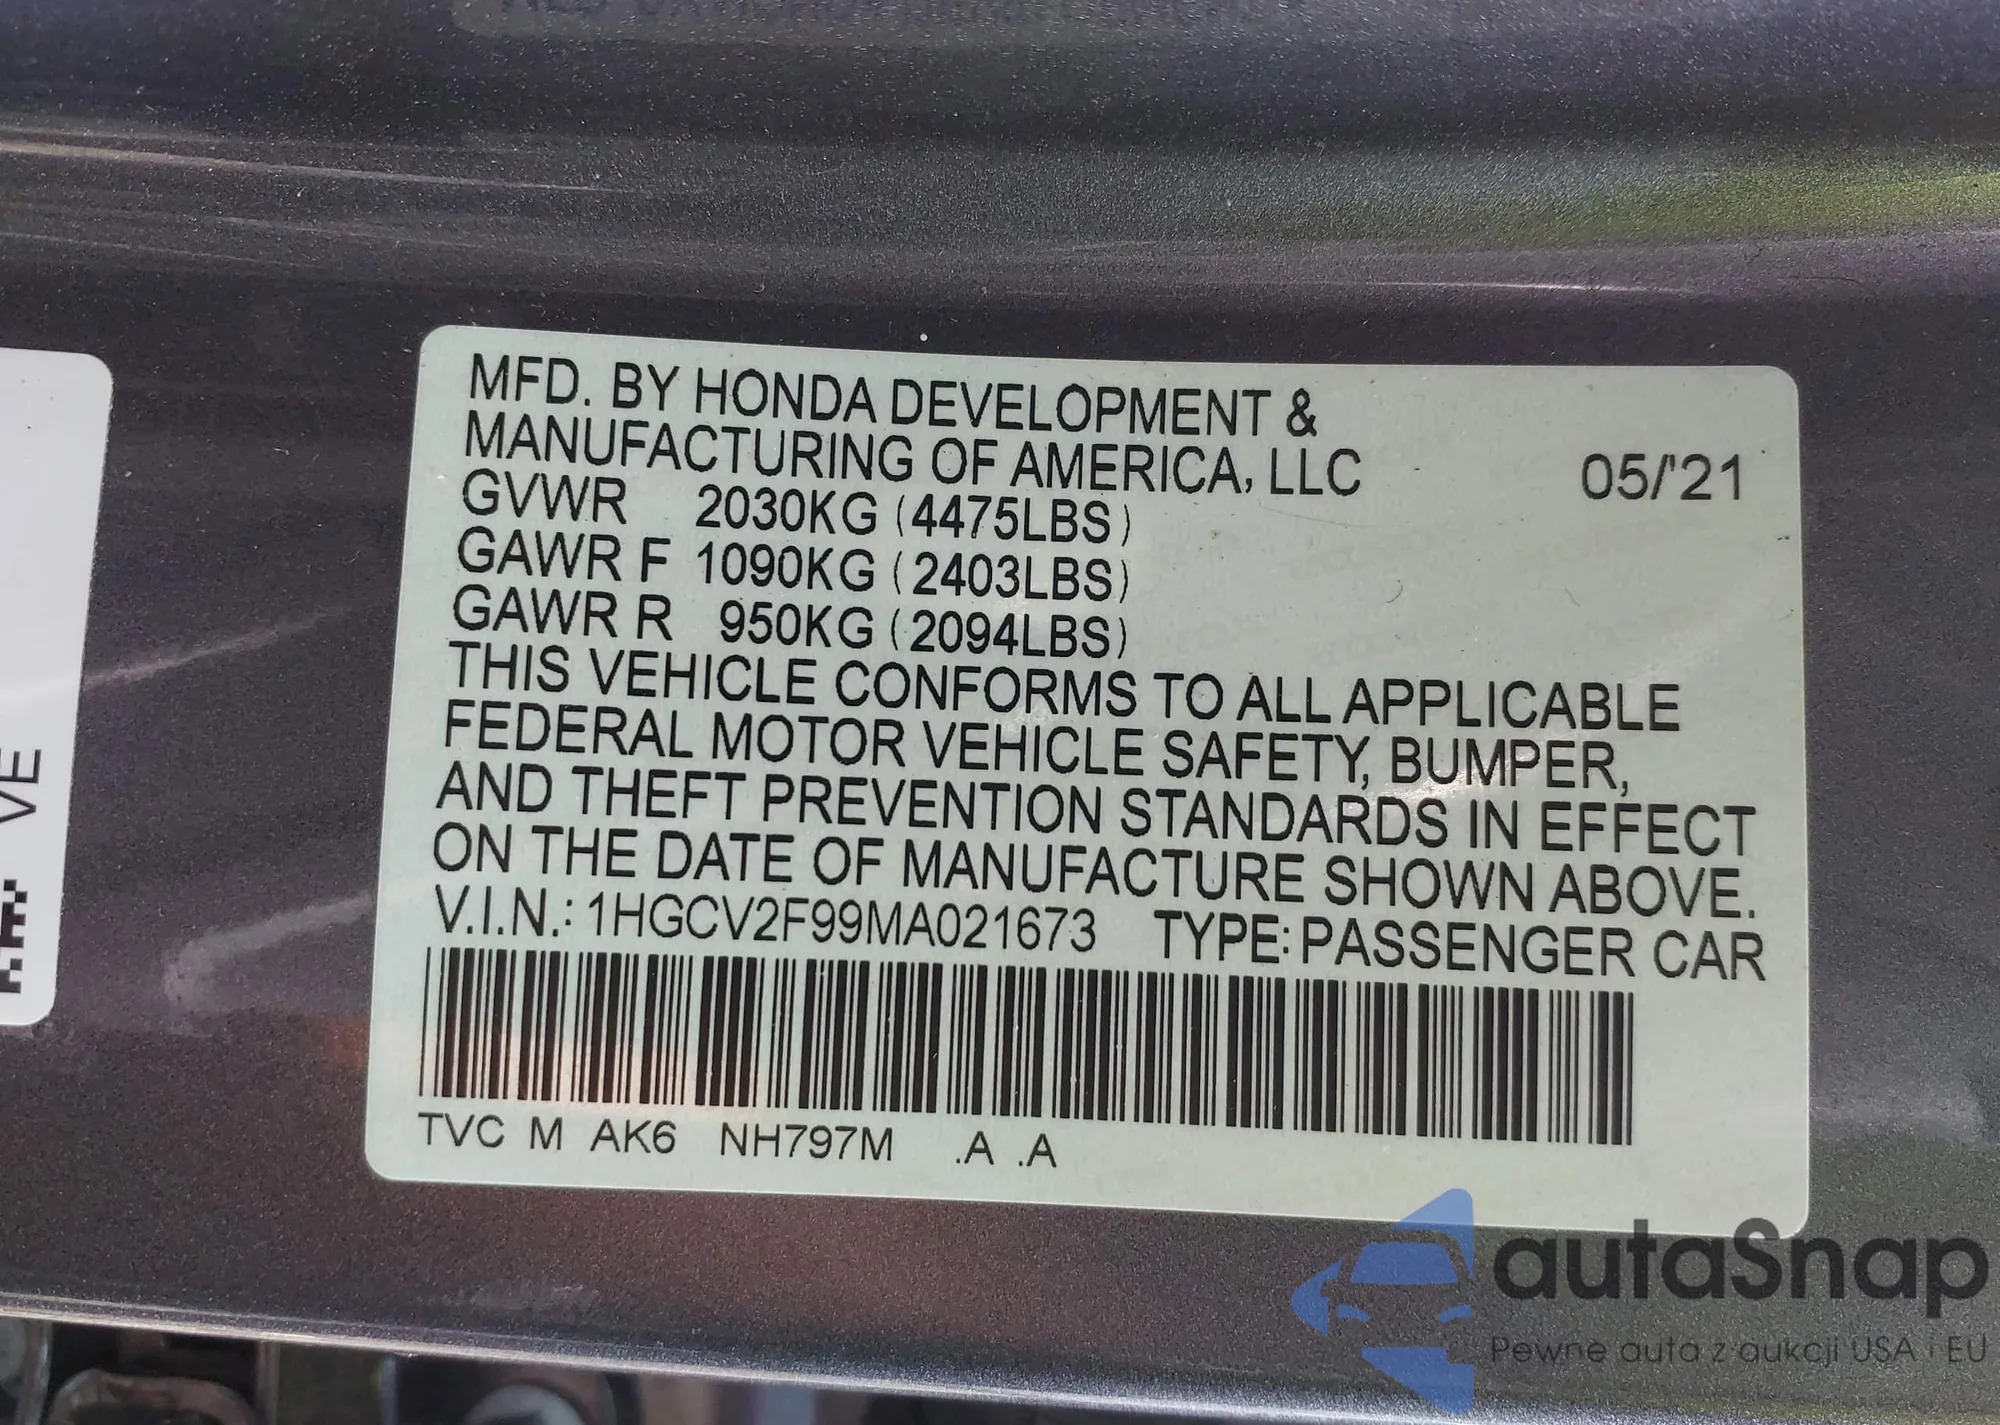 MFD. BY HONDA DEVELOPMENT &
MANUFACTURING OF AMERICA, LLC 05/'21
GVWR 2030KG (4475LBS)
GAWR F 1090KG (2403LBS)
GAWR R 950KG (2094LBS)
THIS VEHICLE CONFORMS TO ALL APPLICABLE
FEDERAL MOTOR VEHICLE SAFETY, BUMPER,
AND THEFT PREVENTION STANDARDS IN EFFECT
ON THE DATE OF MANUFACTURE SHOWN ABOVE.
V.I.N.: 1HGCV2F99MA021673 TYPE: PASSENGER CAR
TVC M AK6 NH797M .A .A
VE
autaSnap
Pewne auta z aukcji USA i EU